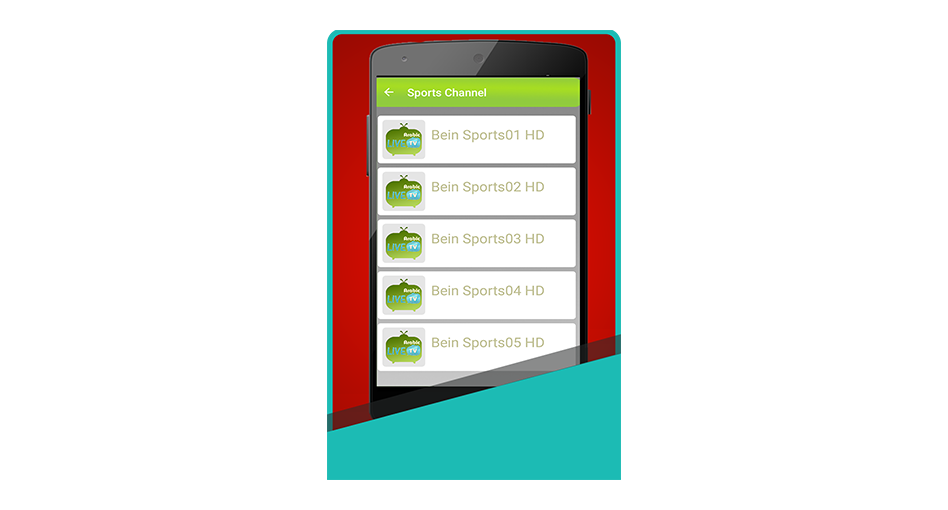 Sports Channel
Arabic
LIVE TV
Bein Sports01 HD
Arabic
LIVE TV
Bein Sports02 HD
Arabic
LIVE TV
Bein Sports03 HD
Arabic
LIVE TV
Bein Sports04 HD
Arabic
LIVE TV
Bein Sports05 HD